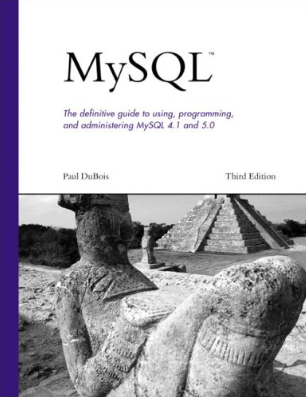 MySQL™
The definitive guide to using, programming,
and administering MySQL 4.1 and 5.0
Paul DuBois Third Edition